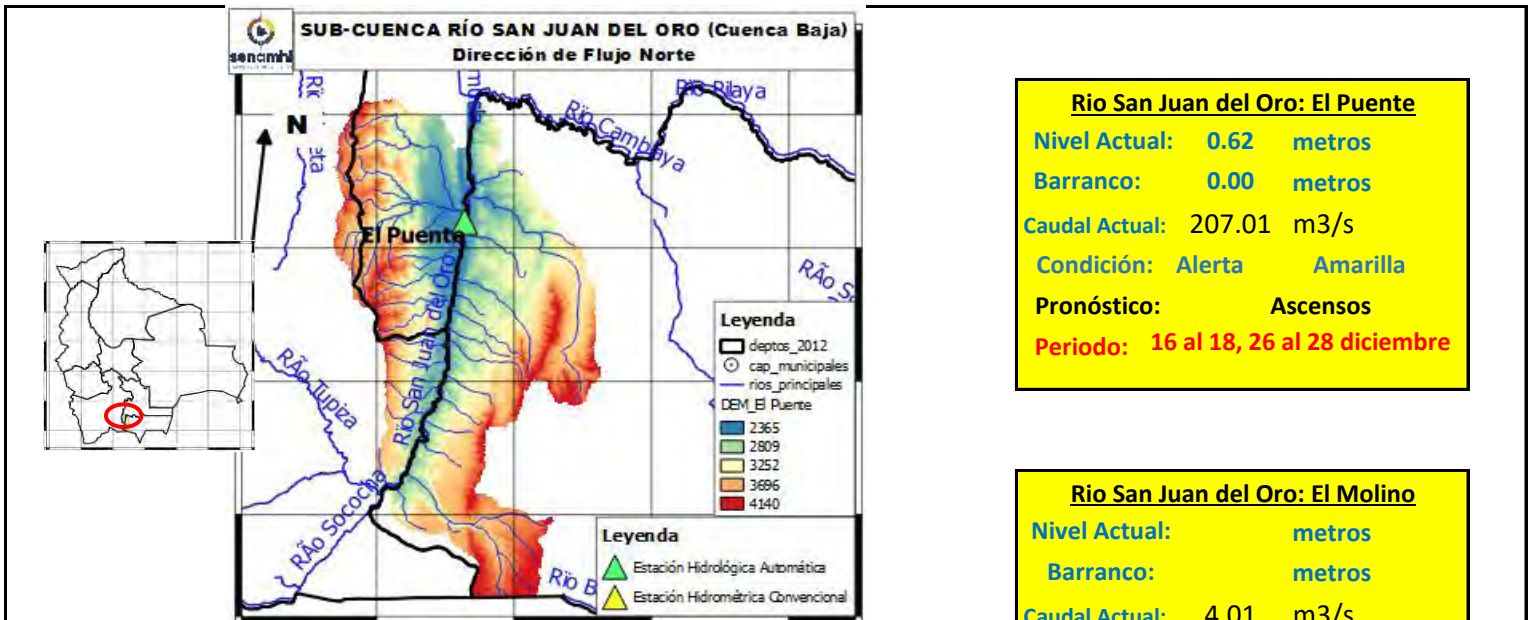 SUB-CUENCA RÍO SAN JUAN DEL ORO (Cuenca Baja)
Dirección de Flujo Norte
senamhi
N
Río Pilaya
Río Camblaya
El Puente
Río San Juan del Oro
RÃo Tupiza
RÃo Sococha
RÃo S
Río B
Leyenda
deptos_2012
cap_municipales
rios_principales
DEM_El Puente
2365
2809
3252
3696
4140
Leyenda
Estación Hidrológica Automática
Estación Hidrométrica Convencional
Rio San Juan del Oro: El Puente
Nivel Actual: 0.62 metros
Barranco: 0.00 metros
Caudal Actual: 207.01 m3/s
Condición: Alerta Amarilla
Pronóstico: Ascensos
Periodo: 16 al 18, 26 al 28 diciembre
Rio San Juan del Oro: El Molino
Nivel Actual: metros
Barranco: metros
Caudal Actual: 4.01 m3/s